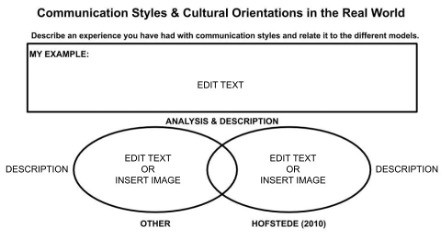 Communication Styles & Cultural Orientations in the Real World
Describe an experience you have had with communication styles and relate it to the different models.
MY EXAMPLE:
EDIT TEXT
ANALYSIS & DESCRIPTION
DESCRIPTION
EDIT TEXT
OR
INSERT IMAGE
EDIT TEXT
OR
INSERT IMAGE
DESCRIPTION
OTHER
HOFSTEDE (2010)